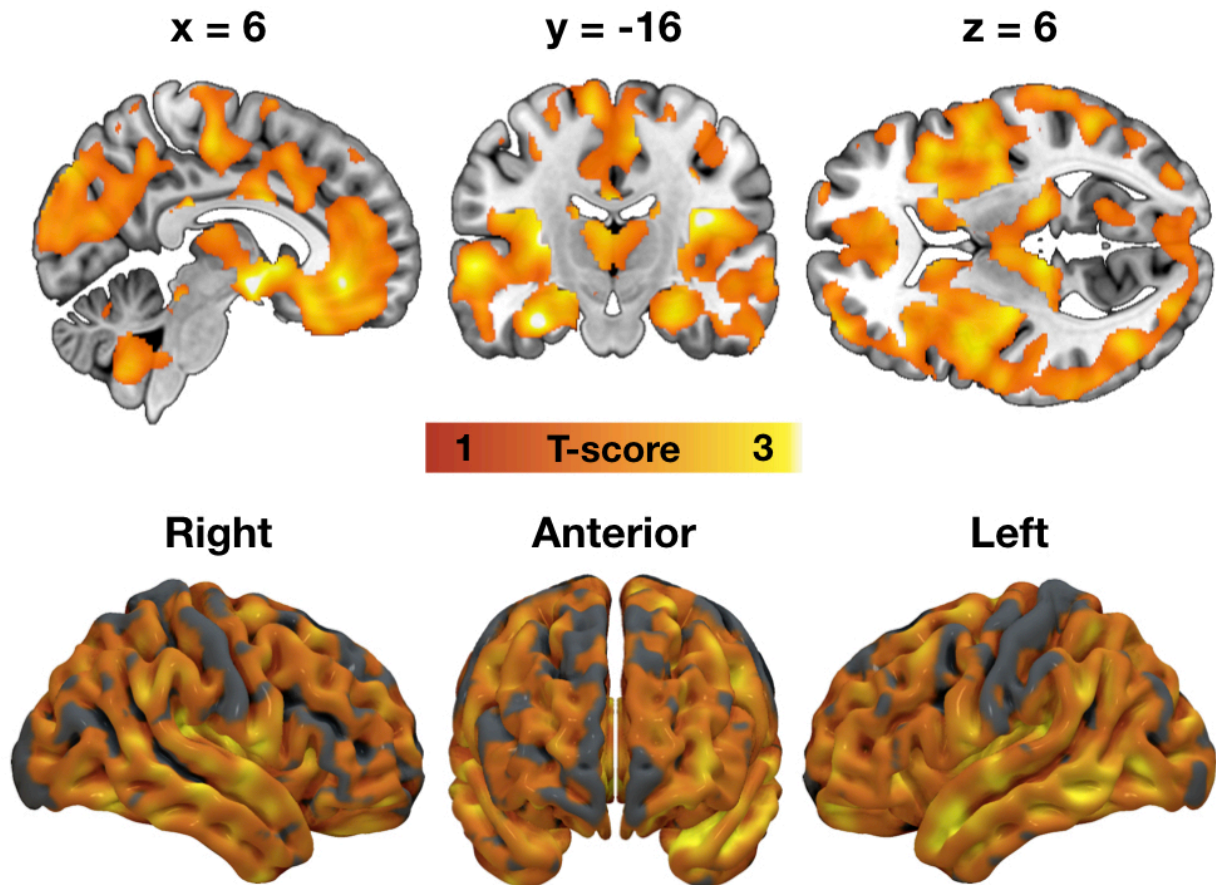 x = 6
y = -16
z = 6
1 T-score 3
Right
Anterior
Left